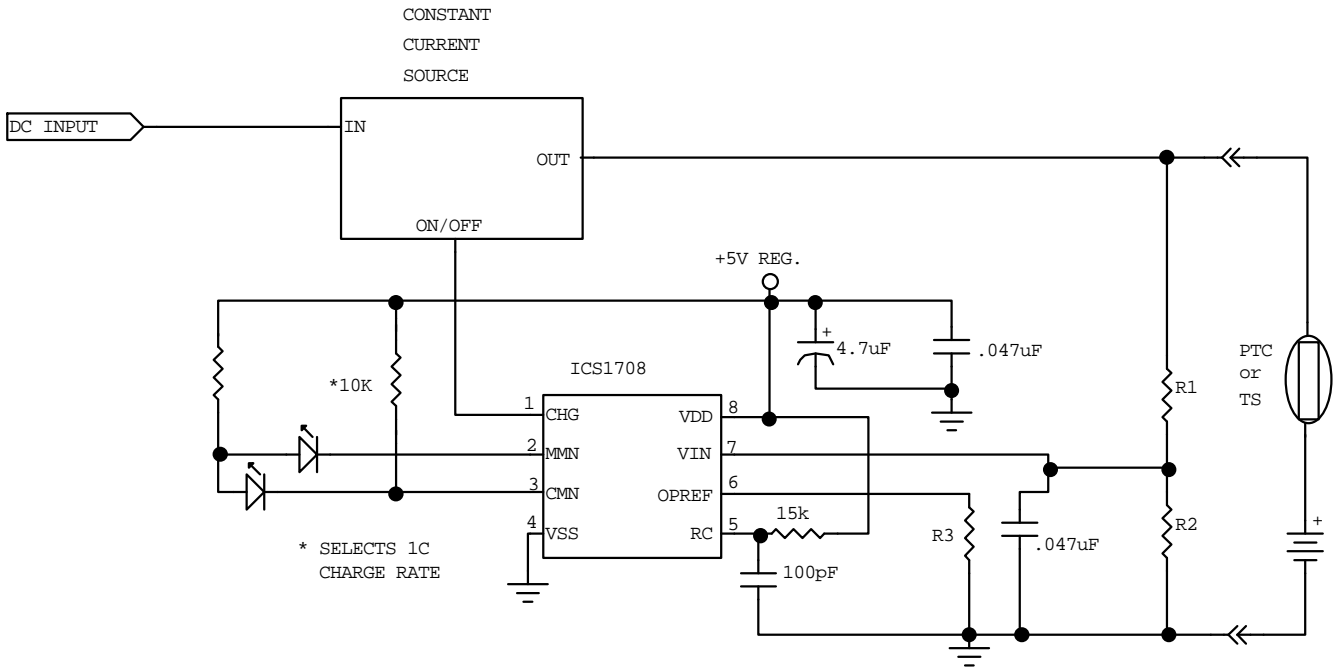 CONSTANT
CURRENT
SOURCE
DC INPUT
IN
OUT
ON/OFF
+5V REG.
+
4.7uF
.047uF
PTC
or
TS
*10K
ICS1708
R1
1
CHG
VDD
8
2
MMN
VIN
7
3
CMN
OPREF
6
4
VSS
RC
5
15k
R3
.047uF
R2
+
* SELECTS 1C
CHARGE RATE
100pF